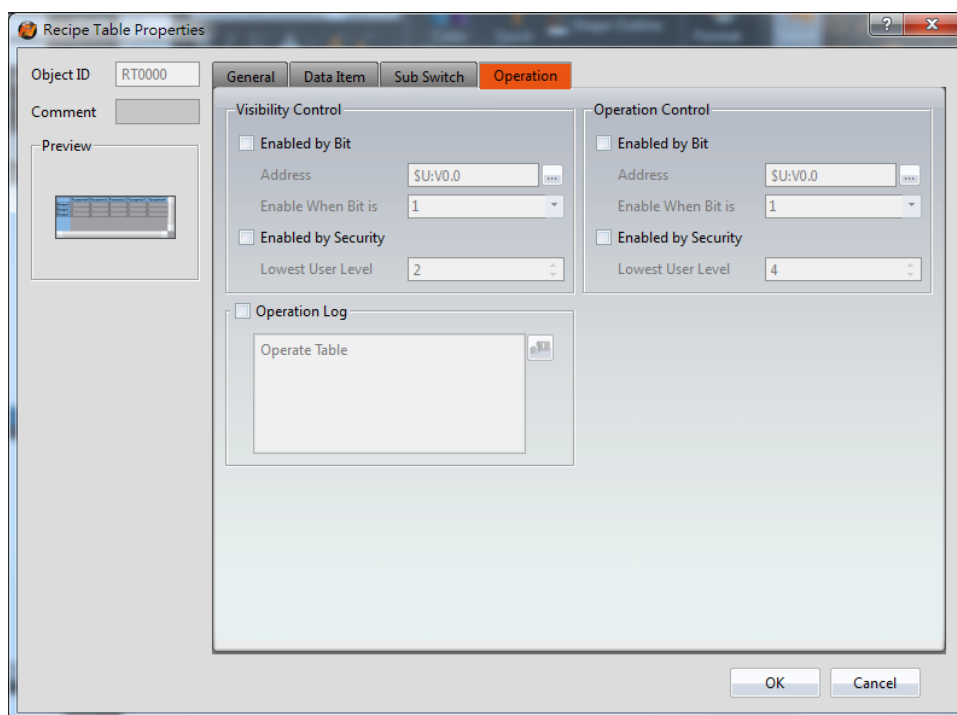 Recipe Table Properties
?
X
Object ID
RT0000
Comment
Preview
General
Data Item
Sub Switch
Operation
Visibility Control
Enabled by Bit
Address
$U:V0.0
...
Enable When Bit is
1
Enabled by Security
Lowest User Level
2
Operation Control
Enabled by Bit
Address
$U:V0.0
...
Enable When Bit is
1
Enabled by Security
Lowest User Level
4
Operation Log
Operate Table
OK
Cancel